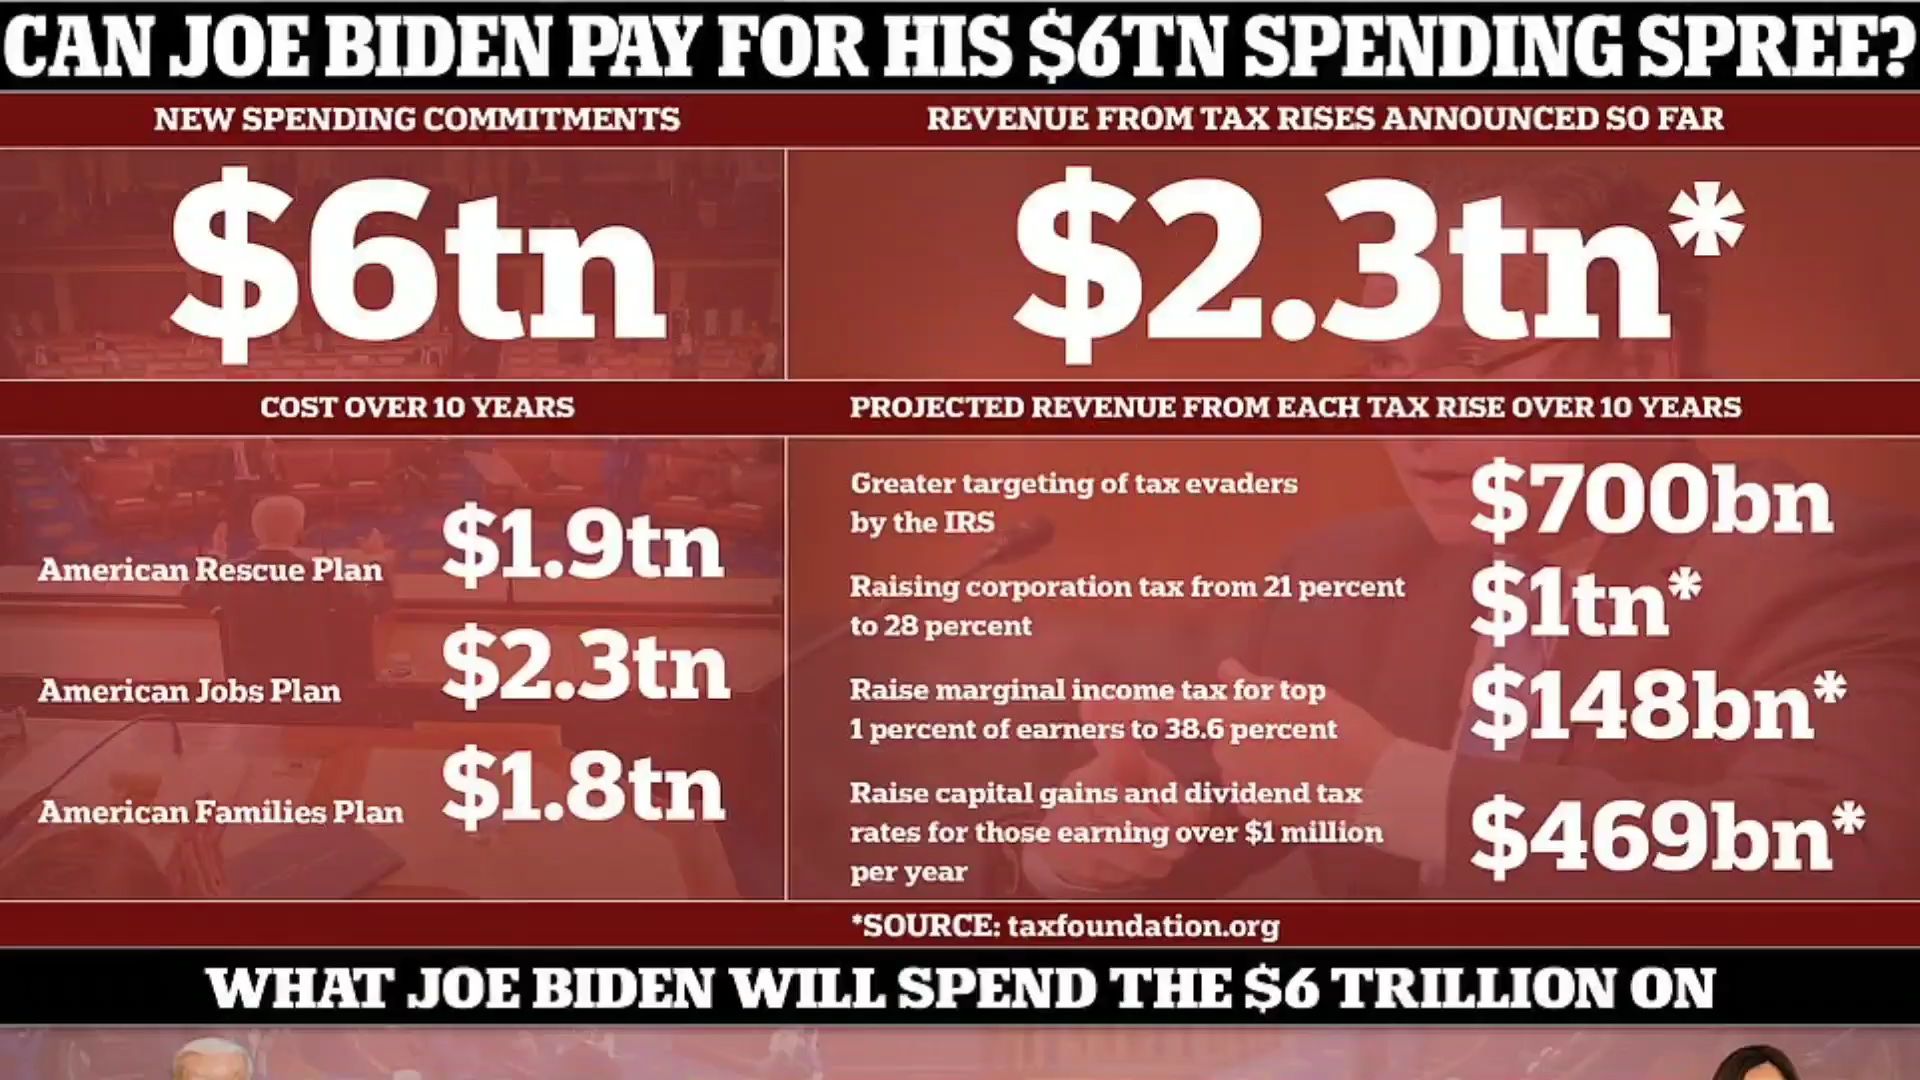 CAN JOE BIDEN PAY FOR HIS $6TN SPENDING SPREE?
NEW SPENDING COMMITMENTS
$6tn
REVENUE FROM TAX RISES ANNOUNCED SO FAR
$2.3tn*
COST OVER 10 YEARS
American Rescue Plan $1.9tn
American Jobs Plan $2.3tn
American Families Plan $1.8tn
PROJECTED REVENUE FROM EACH TAX RISE OVER 10 YEARS
Greater targeting of tax evaders
by the IRS
$700bn
Raising corporation tax from 21 percent
to 28 percent
$1tn*
Raise marginal income tax for top
1 percent of earners to 38.6 percent
$148bn*
Raise capital gains and dividend tax
rates for those earning over $1 million
per year
$469bn*
*SOURCE: taxfoundation.org
WHAT JOE BIDEN WILL SPEND THE $6 TRILLION ON